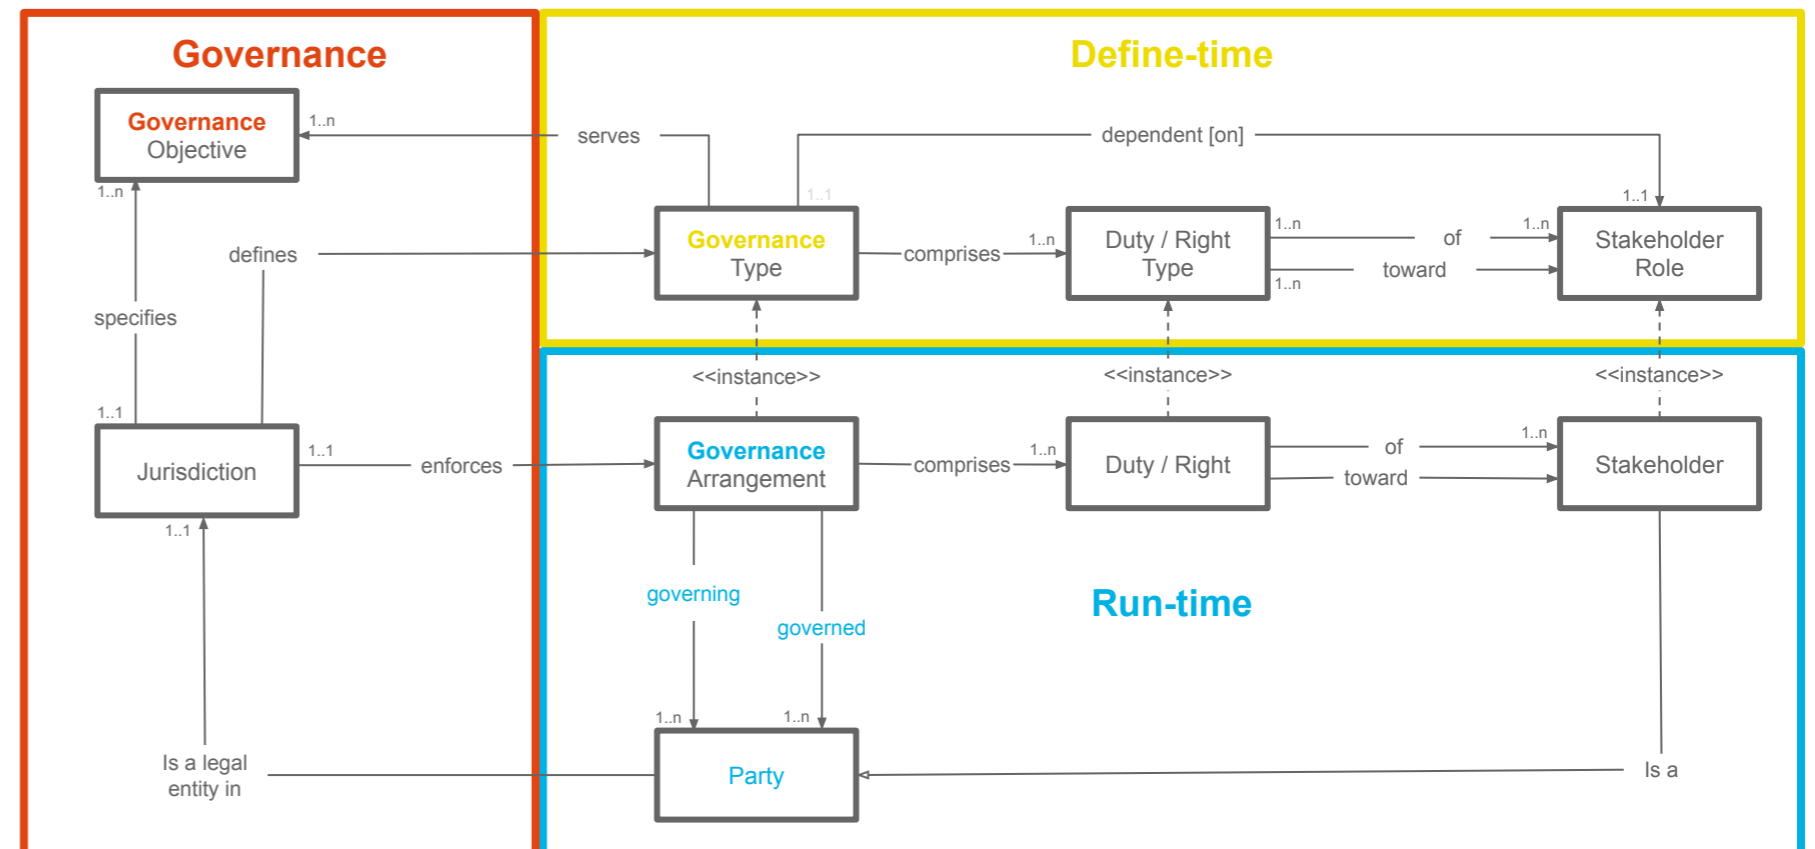 Governance
Define-time
Governance
Objective
1..n
serves
dependent [on]
1..n
1..1
1..1
defines
Governance
Type
comprises
1..n
Duty / Right
Type
1..n
of
1..n
toward
1..n
Stakeholder
Role
specifies
<<instance>>
<<instance>>
<<instance>>
1..1
Jurisdiction
1..1
enforces
Governance
Arrangement
comprises
1..n
Duty / Right
of
1..n
toward
Stakeholder
1..1
governing
governed
Run-time
1..n
1..n
Is a legal
entity in
Party
Is a